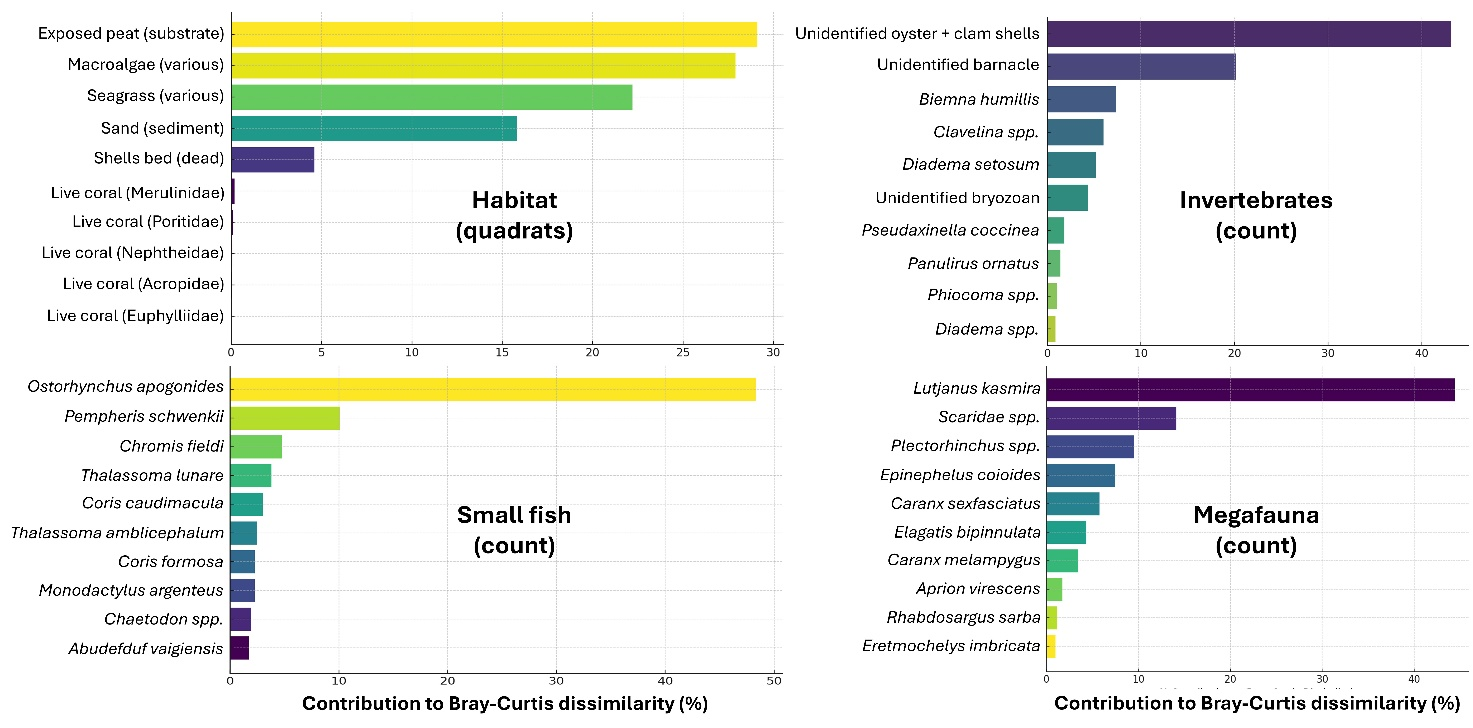 Exposed peat (substrate)
Macroalgae (various)
Seagrass (various)
Sand (sediment)
Shells bed (dead)
Live coral (Merulinidae)
Live coral (Poritidae)
Live coral (Nephtheidae)
Live coral (Acropidae)
Live coral (Euphylliidae)
Habitat
(quadrats)
0 5 10 15 20 25 30
Unidentified oyster + clam shells
Unidentified barnacle
Biemna humillis
Clavelina spp.
Diadema setosum
Unidentified bryozoan
Pseudaxinella coccinea
Panulirus ornatus
Phiocoma spp.
Diadema spp.
Invertebrates
(count)
0 10 20 30 40
Ostorhynchus apogonides
Pempheris schwenkii
Chromis fieldi
Thalassoma lunare
Coris caudimacula
Thalassoma amblicephalum
Coris formosa
Monodactylus argenteus
Chaetodon spp.
Abudefduf vaigiensis
Small fish
(count)
0 10 20 30 40 50
Contribution to Bray-Curtis dissimilarity (%)
Lutjanus kasmira
Scaridae spp.
Plectorhinchus spp.
Epinephelus coioides
Caranx sexfasciatus
Elagatis bipinnulata
Caranx melampygus
Aprion virescens
Rhabdosargus sarba
Eretmochelys imbricata
Megafauna
(count)
0 10 20 30 40
Contribution to Bray-Curtis dissimilarity (%)